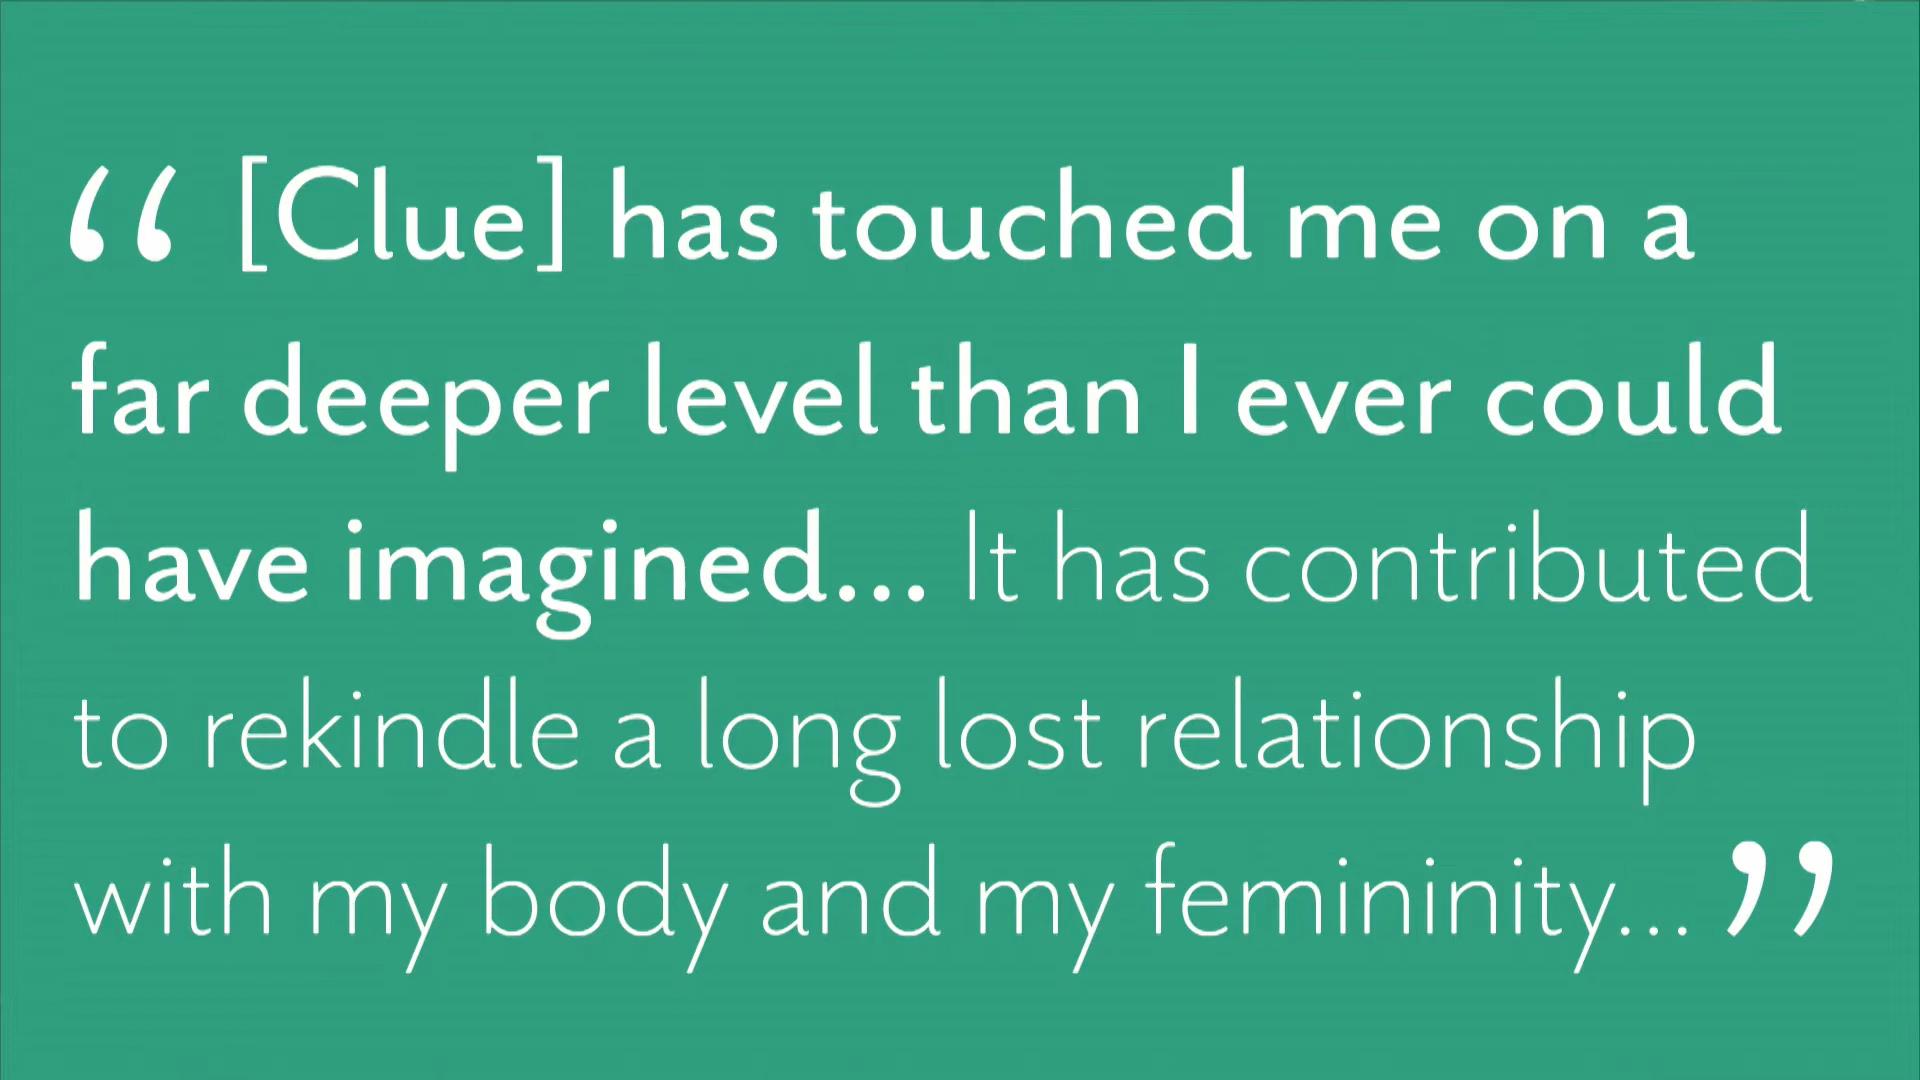 “ [Clue] has touched me on a
far deeper level than I ever could
have imagined... It has contributed
to rekindle a long lost relationship
with my body and my femininity... ”